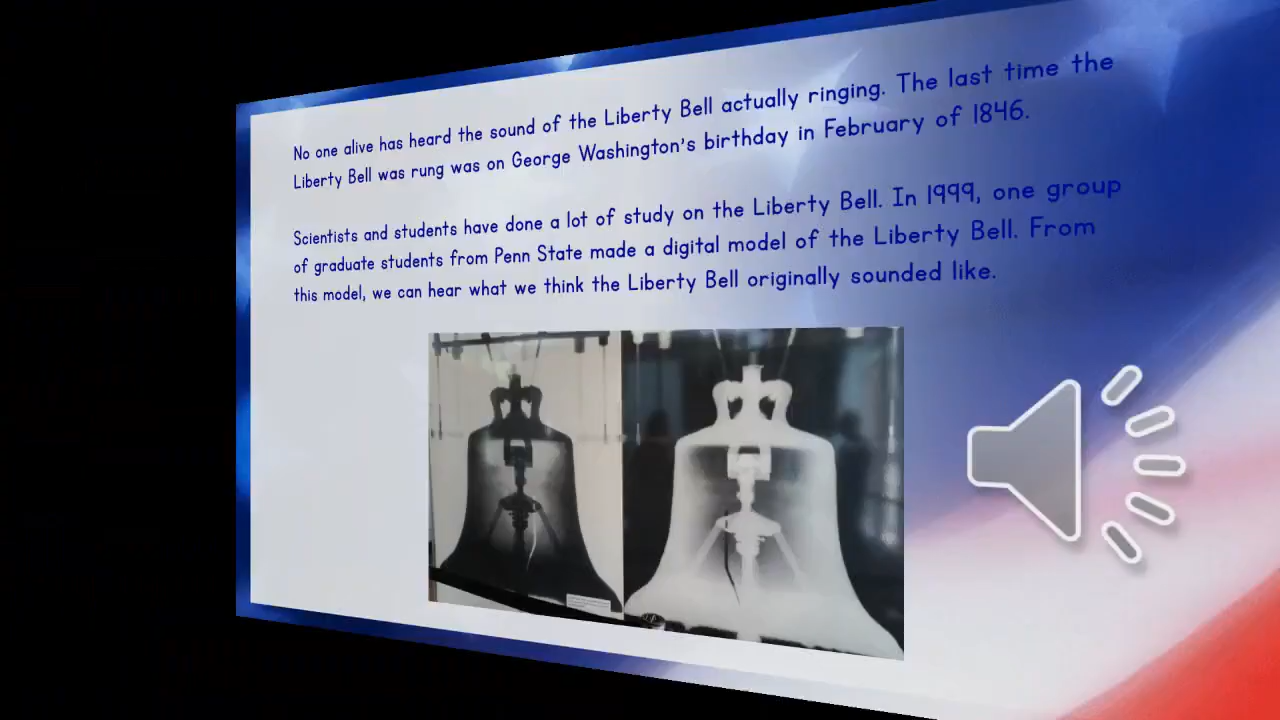 No one alive has heard the sound of the Liberty Bell actually ringing. The last time the
Liberty Bell was rung was on George Washington's birthday in February of 1846.
Scientists and students have done a lot of study on the Liberty Bell. In 1999, one group
of graduate students from Penn State made a digital model of the Liberty Bell. From
this model, we can hear what we think the Liberty Bell originally sounded like.